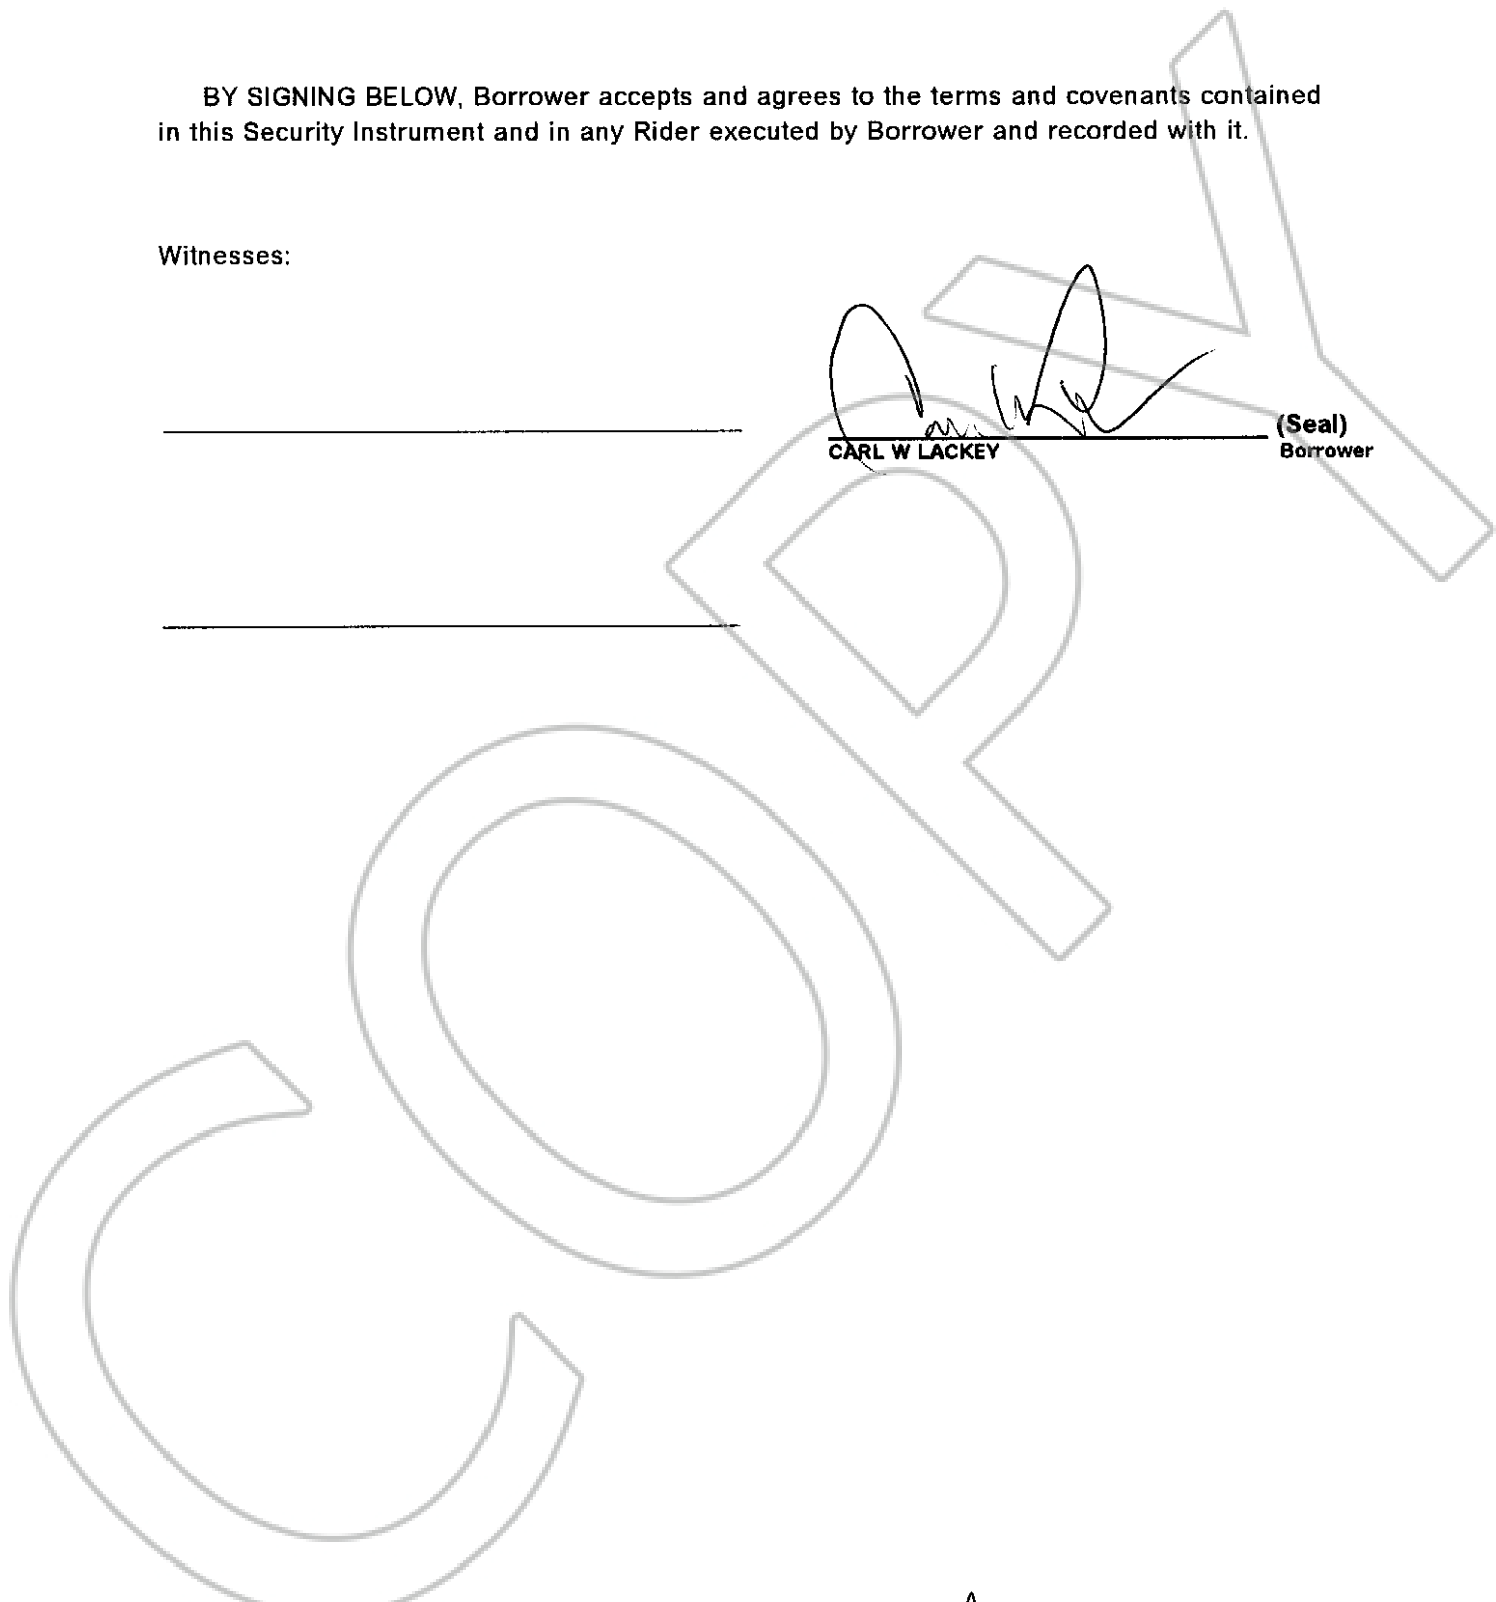 BY SIGNING BELOW, Borrower accepts and agrees to the terms and covenants contained
in this Security Instrument and in any Rider executed by Borrower and recorded with it.
Witnesses:
(Seal)
CARL W LACKEY Borrower
COPY